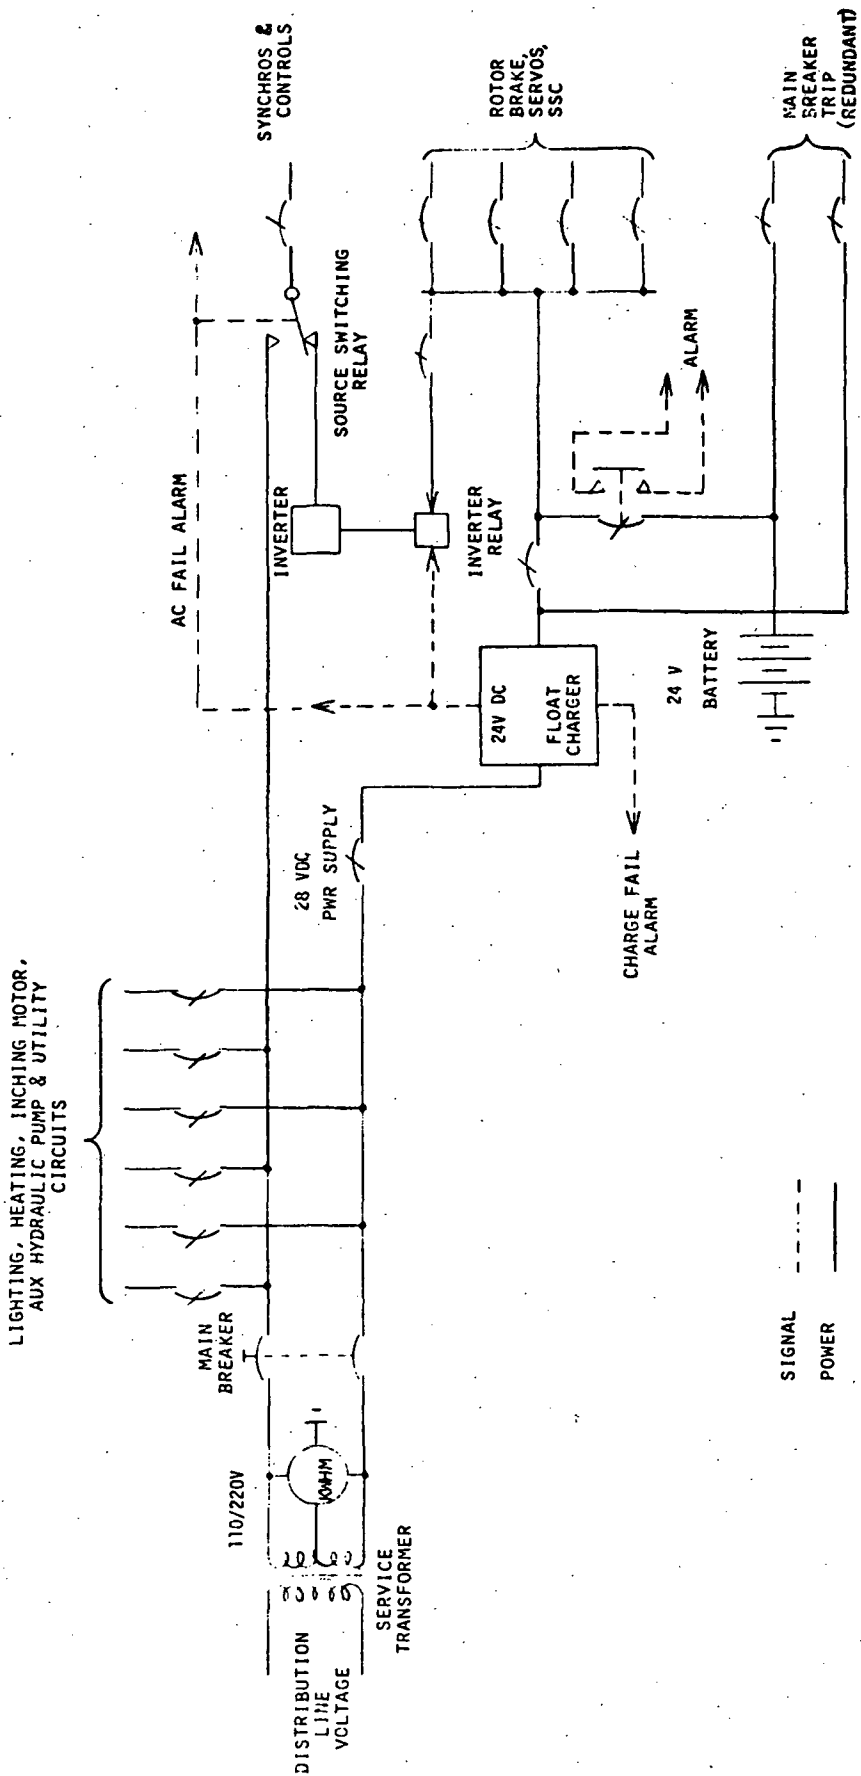 LIGHTING, HEATING, INCHING MOTOR,
AUX HYDRAULIC PUMP & UTILITY
CIRCUITS
DISTRIBUTION
LINE
VOLTAGE
SERVICE
TRANSFORMER
110/220V
KWHM
MAIN
BREAKER
28 VDC
PWR SUPPLY
24V DC
FLOAT
CHARGER
CHARGE FAIL
ALARM
24 V
BATTERY
AC FAIL ALARM
INVERTER
INVERTER
RELAY
SOURCE SWITCHING
RELAY
ALARM
SYNCHROS &
CONTROLS
ROTOR
BRAKE,
SERVOS,
SSC
MAIN
BREAKER
TRIP
(REDUNDANT)
SIGNAL
POWER